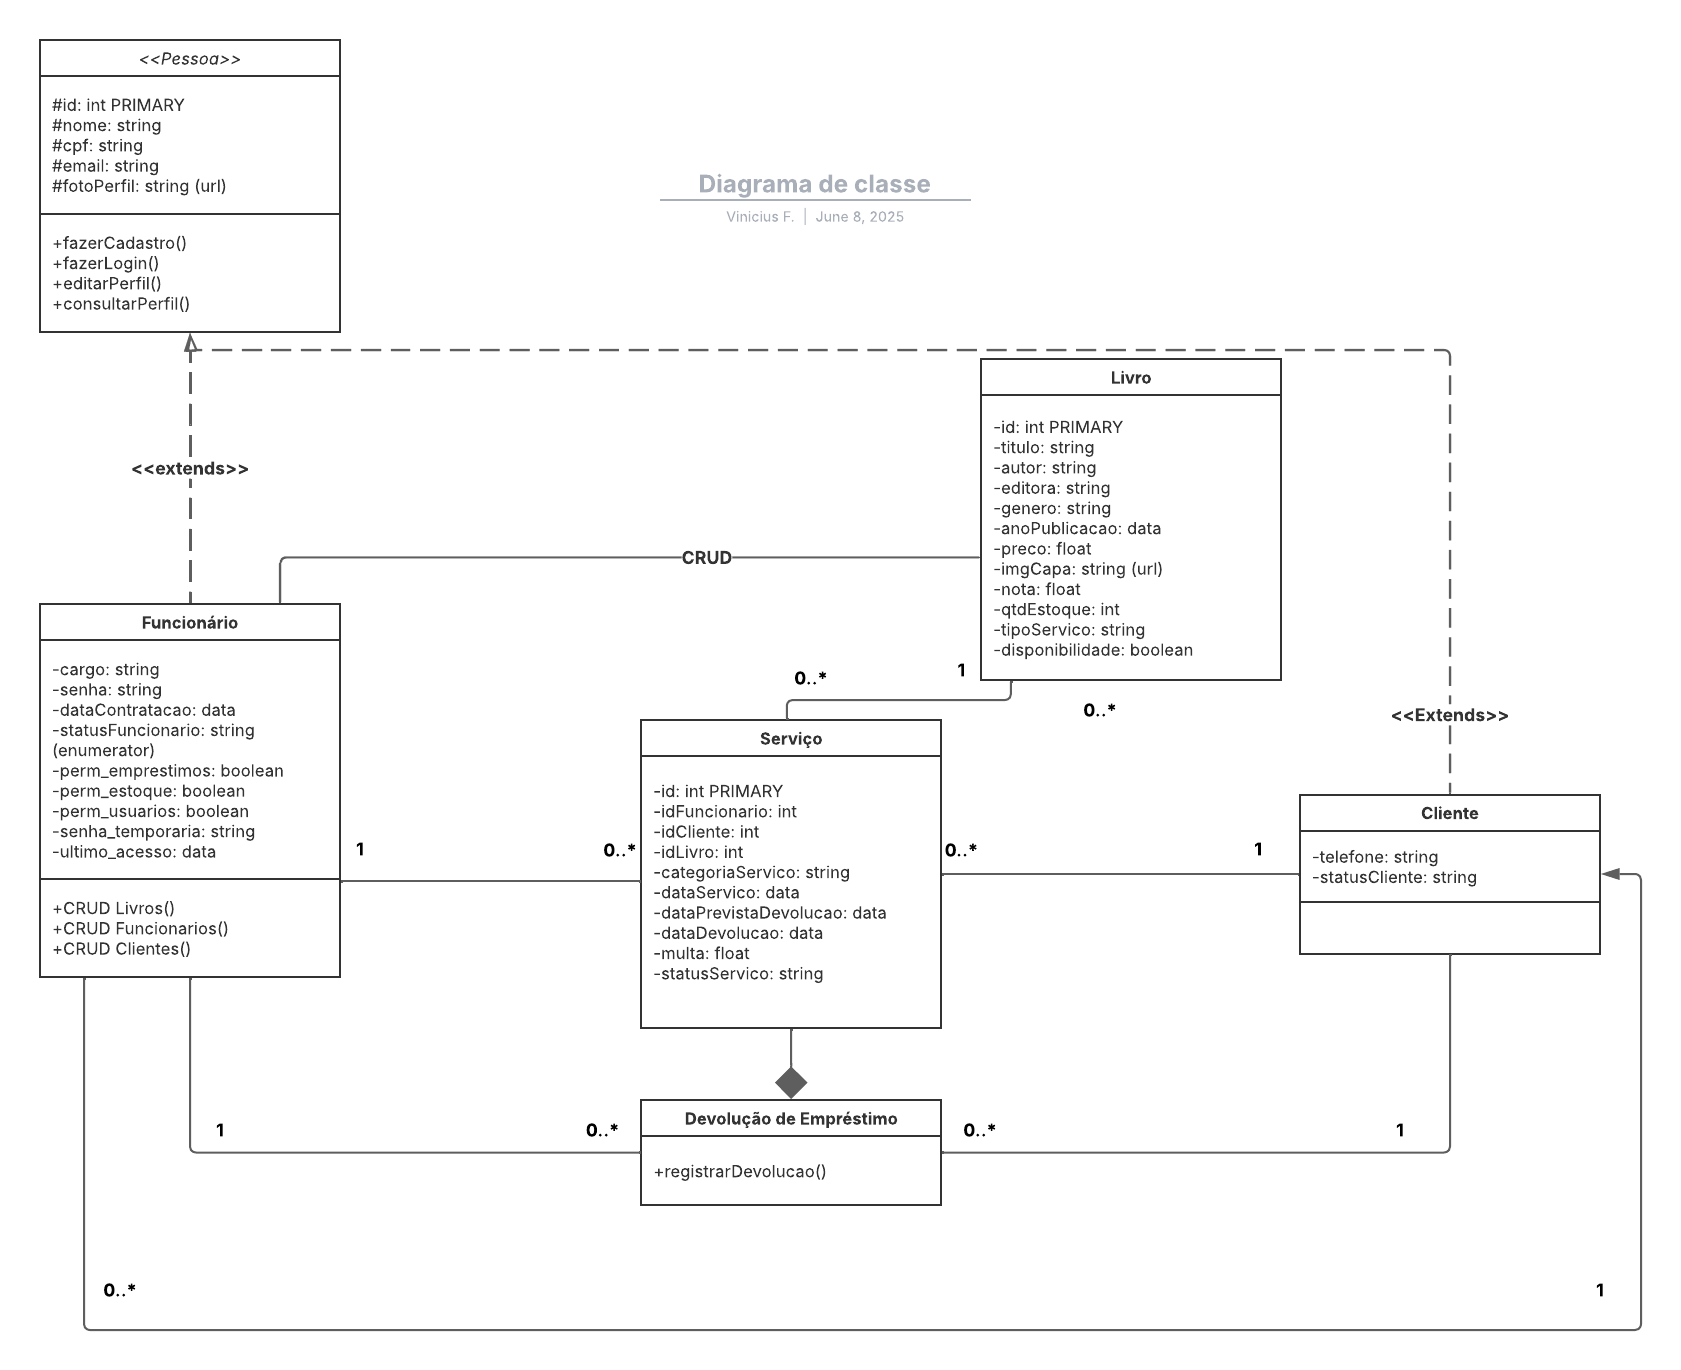 <<Pessoa>>
#id: int PRIMARY
#nome: string
#cpf: string
#email: string
#fotoPerfil: string (url)
+fazerCadastro()
+fazerLogin()
+editarPerfil()
+consultarPerfil()
Diagrama de classe
Vinicius F. | June 8, 2025
<<extends>>
CRUD
Livro
-id: int PRIMARY
-titulo: string
-autor: string
-editora: string
-genero: string
-anoPublicacao: data
-preco: float
-imgCapa: string (url)
-nota: float
-qtdEstoque: int
-tipoServico: string
-disponibilidade: boolean
0..*
1
0..*
<<Extends>>
Funcionário
-cargo: string
-senha: string
-dataContratacao: data
-statusFuncionario: string
(enumerator)
-perm_emprestimos: boolean
-perm_estoque: boolean
-perm_usuarios: boolean
-senha_temporaria: string
-ultimo_acesso: data
+CRUD Livros()
+CRUD Funcionarios()
+CRUD Clientes()
1
0..*
Serviço
-id: int PRIMARY
-idFuncionario: int
-idCliente: int
-idLivro: int
-categoriaServico: string
-dataServico: data
-dataPrevistaDevolucao: data
-dataDevolucao: data
-multa: float
-statusServico: string
0..*
1
Cliente
-telefone: string
-statusCliente: string
1
0..*
Devolução de Empréstimo
+registrarDevolucao()
0..*
1
0..*
1